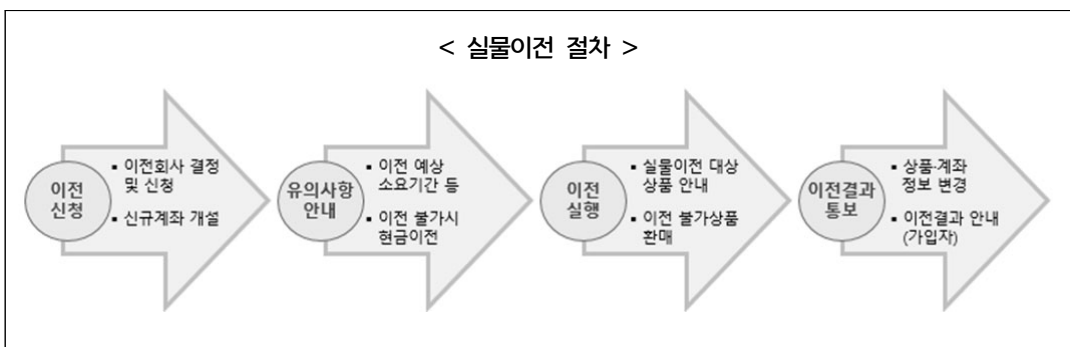 < 실물이전 절차 >
이전
신청
▪ 이전회사 결정
및 신청
▪ 신규계좌 개설
유의사항
안내
▪ 이전 예상
소요기간 등
▪ 이전 불가시
현금이전
이전
실행
▪ 실물이전 대상
상품 안내
▪ 이전 불가상품
환매
이전결과
통보
▪ 상품·계좌
정보 변경
▪ 이전결과 안내
(가입자)